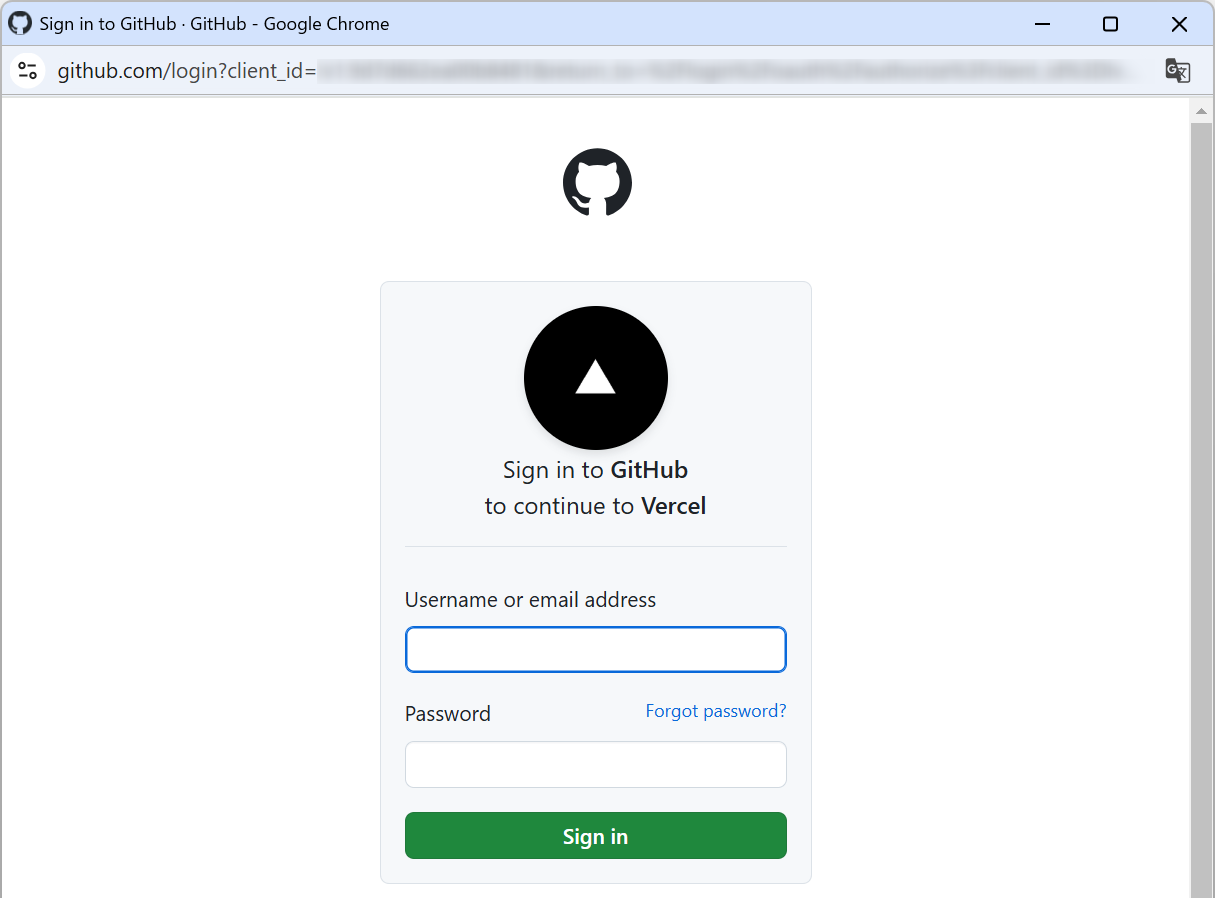 Sign in to GitHub · GitHub - Google Chrome
github.com/login?client_id=
Sign in to GitHub
to continue to Vercel
Username or email address
Password
Forgot password?
Sign in